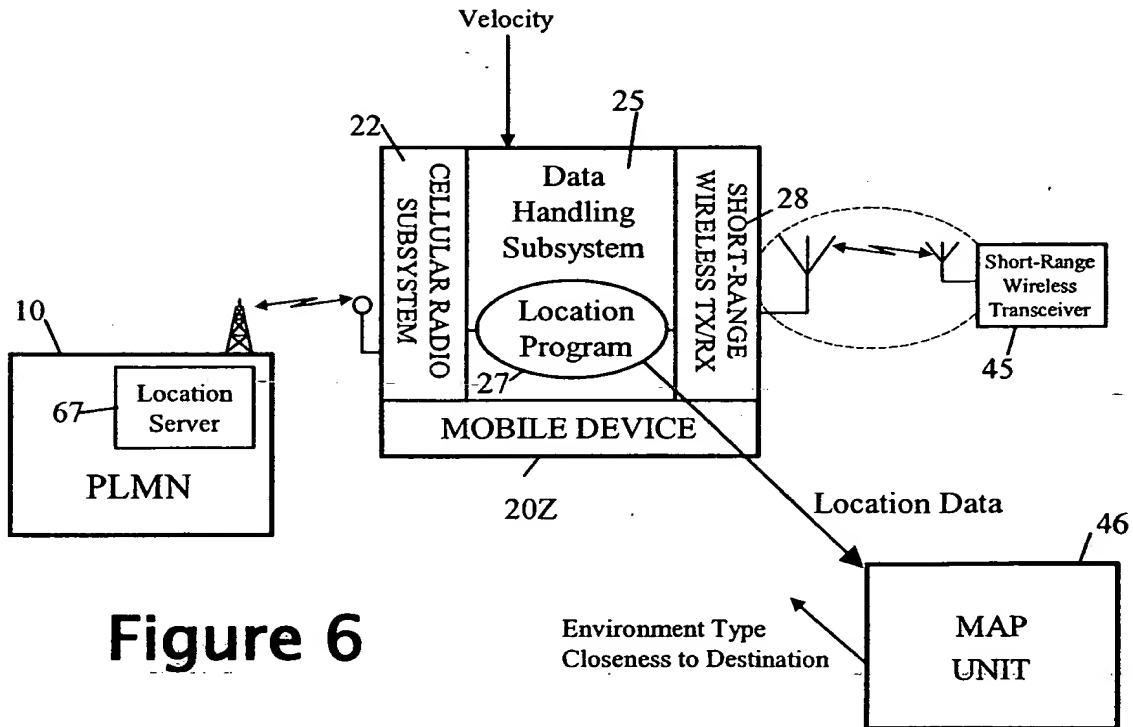 Velocity
22
25
CELLULAR RADIO
SUBSYSTEM
Data
Handling
Subsystem
SHORT-RANGE
WIRELESS TX/RX
28
Short-Range
Wireless
Transceiver
45
10
67
Location
Server
PLMN
Location
Program
27
MOBILE DEVICE
20Z
Location Data
46
MAP
UNIT
Environment Type
Closeness to Destination
Figure 6